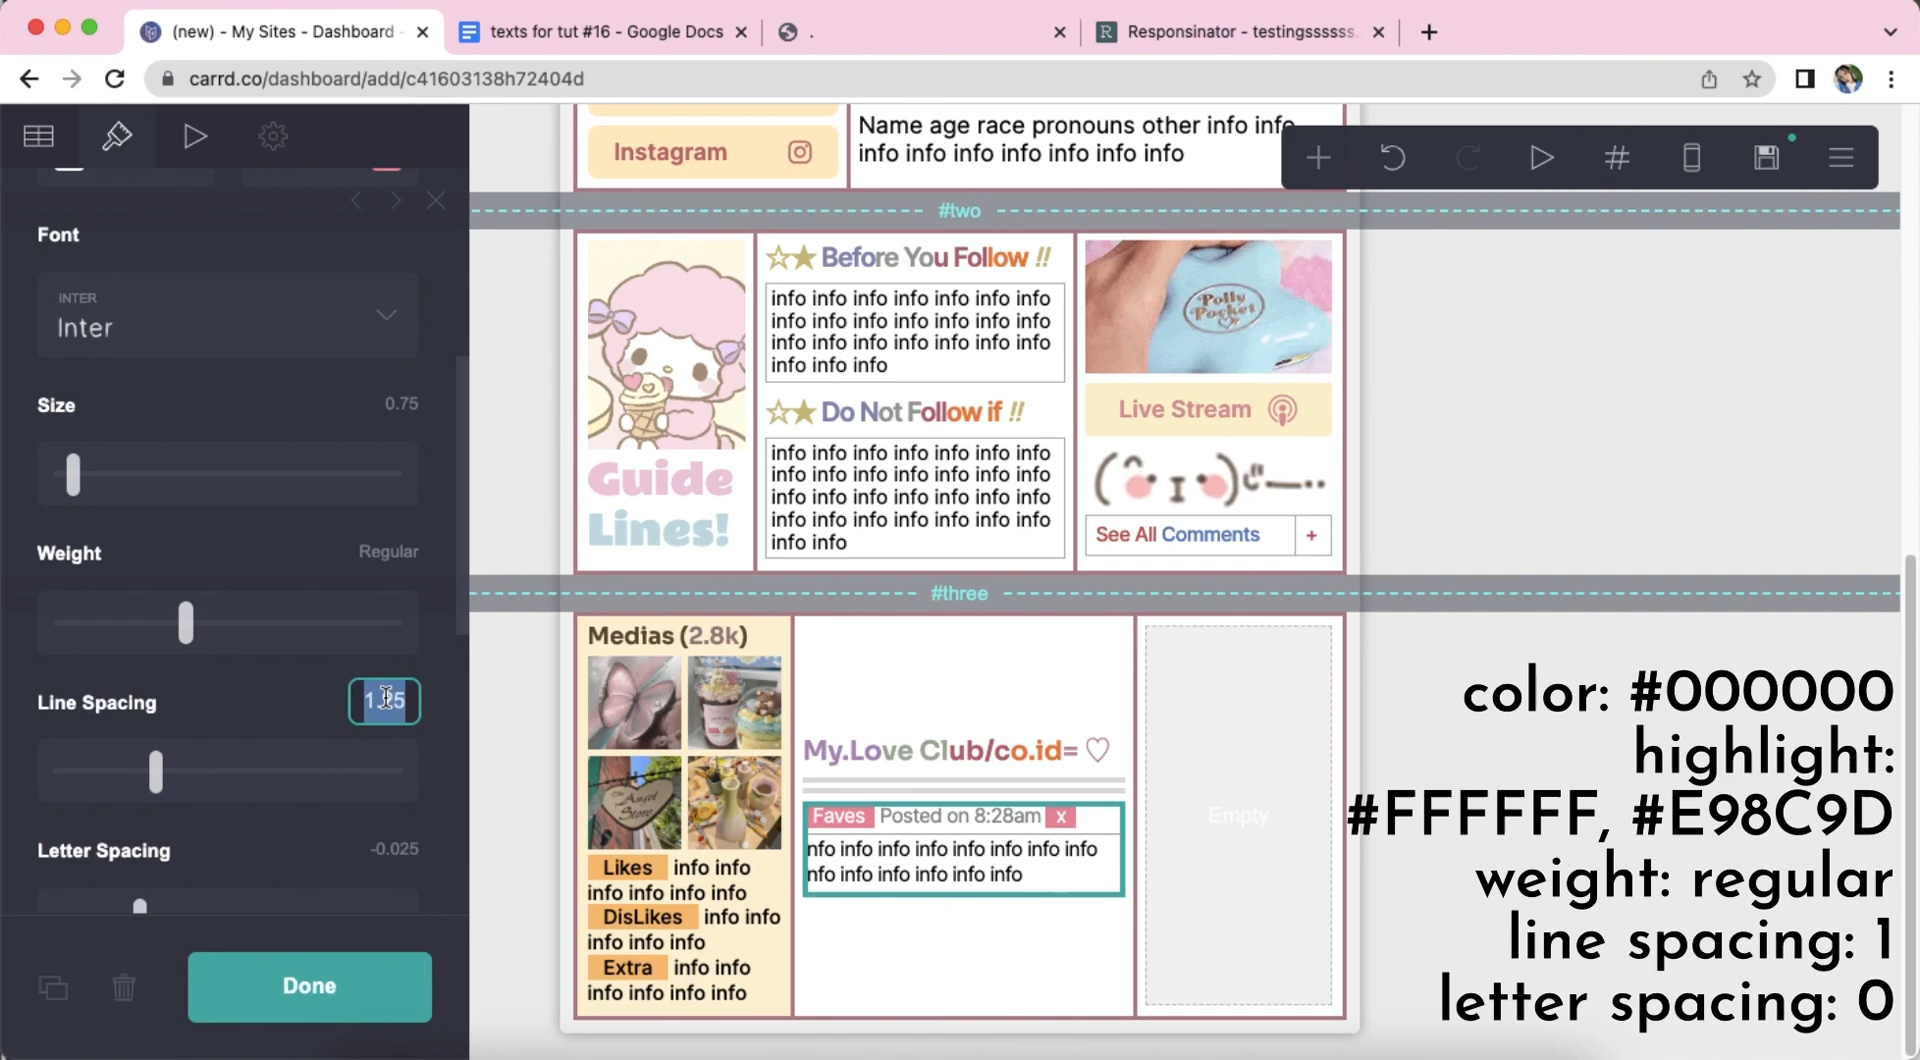 (new) - My Sites - Dashboard -
texts for tut #16 - Google Docs
.
Responsinator - testingssssss.
carrd.co/dashboard/add/c41603138h72404d
Font
INTER
Inter
Size
0.75
Weight
Regular
Line Spacing
1.25
Letter Spacing
-0.025
Done
Instagram
Name age race pronouns other info info
info info info info info info info
#two
Guide
Lines!
☆★ Before You Follow !!
info info info info info info info
info info info info info info info
info info info info info info info
info info info
☆★ Do Not Follow if !!
info info info info info info info
info info info info info info info
info info info info info info info
info info info info info info info
info info
Polly
Pocket
Live Stream
See All Comments
+
#three
Medias (2.8k)
The
Angel
Store
Likes info info
info info info info
DisLikes info info
info info info
Extra info info
info info info info
My.Love Club/co.id= ♡
Faves Posted on 8:28am x
nfo info info info info info info info
nfo info info info info info
Empty
color: #000000
highlight:
#FFFFFF, #E98C9D
weight: regular
line spacing: 1
letter spacing: 0